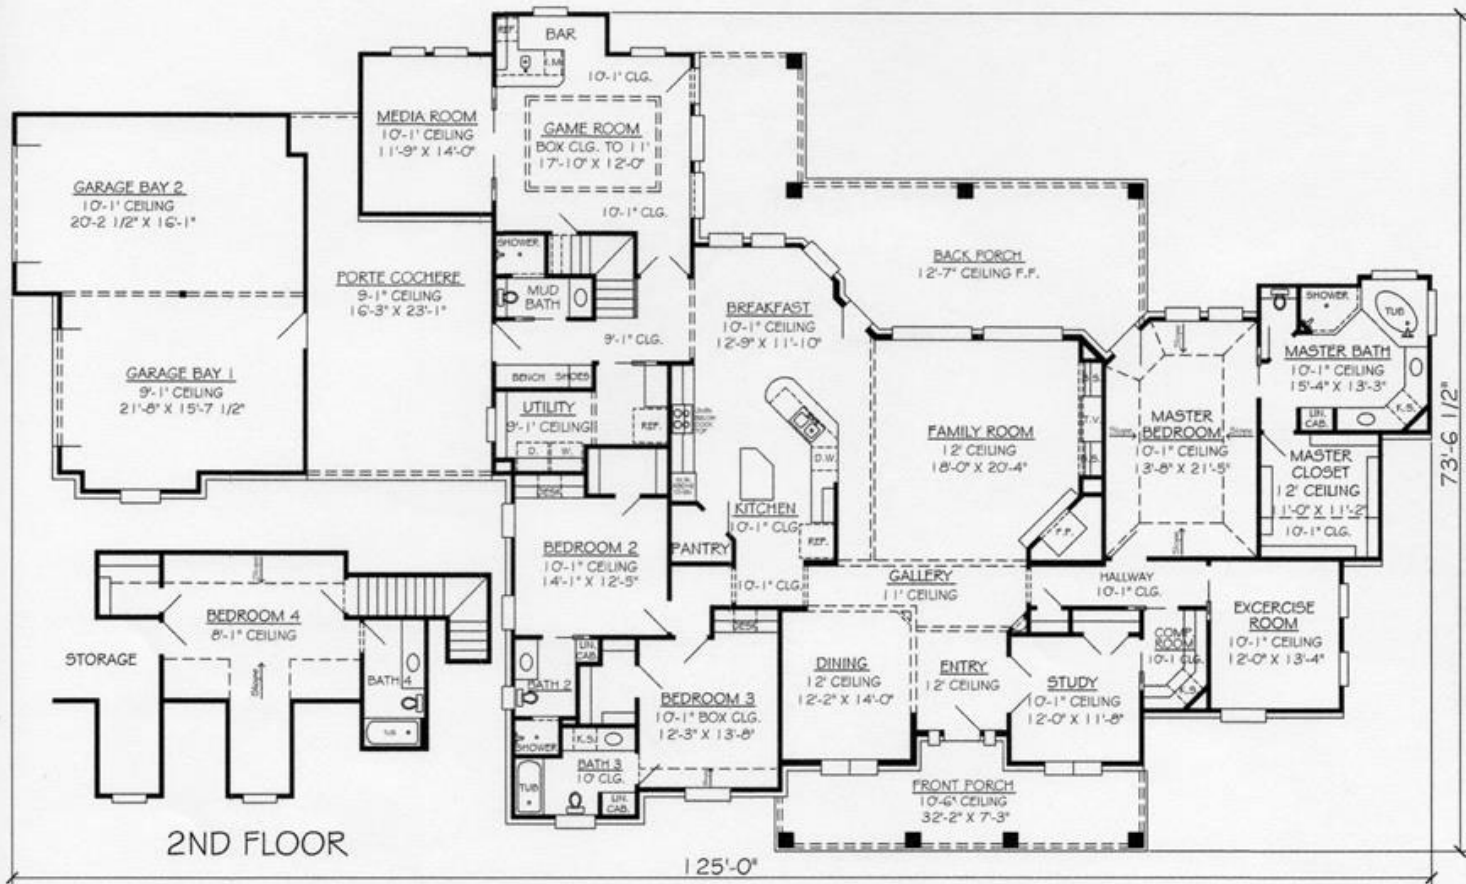 REF.
BAR
I.M.
10'-1" CLG.
MEDIA ROOM
10'-1' CEILING
11'-9" X 14'-0"
GAME ROOM
BOX CLG. TO 11'
17'-10" X 12'-0"
10'-1" CLG.
GARAGE BAY 2
10'-1' CEILING
20'-2 1/2" X 16'-1"
PORTE COCHERE
9'-1" CEILING
16'-3" X 23'-1"
GARAGE BAY 1
9'-1' CEILING
21'-8" X 15'-7 1/2"
SHOWER
MUD
BATH
9'-1" CLG.
BENCH
SHOES
UTILITY
9'-1" CEILING
D.
W.
REF.
BREAKFAST
10'-1" CEILING
12'-9" X 11'-10"
BACK PORCH
12'-7" CEILING F.F.
FAMILY ROOM
12' CEILING
18'-0" X 20'-4"
T.V.
F.P.
D.W.
KITCHEN
10'-1" CLG.
REF.
PANTRY
10'-1" CLG.
MASTER
BEDROOM
10'-1" CEILING
13'-8" X 21'-5"
Slope
Slope
Slope
Slope
SHOWER
TUB
MASTER BATH
10'-1" CEILING
15'-4" X 13'-3"
LIN.
CAB.
K.S.
MASTER
CLOSET
12' CEILING
11'-0" X 11'-2"
10'-1" CLG.
73'-6 1/2"
BEDROOM 2
10'-1" CEILING
14'-1" X 12'-5"
DESK
GALLERY
11' CEILING
HALLWAY
10'-1" CLG.
EXCERCISE
ROOM
10'-1" CEILING
12'-0" X 13'-4"
COMP
ROOM
10'-1 CLG.
K.S.
BEDROOM 4
8'-1" CEILING
Slope
Slope
STORAGE
BATH 4
TUB
2ND FLOOR
LIN.
CAB.
BATH 2
SHOWER
DESK
BEDROOM 3
10'-1" BOX CLG.
12'-3" X 13'-8"
Slope
K.S.
BATH 3
10' CLG.
TUB
LIN.
CAB.
DINING
12' CEILING
12'-2" X 14'-0"
ENTRY
12' CEILING
STUDY
10'-1" CEILING
12'-0" X 11'-8"
FRONT PORCH
10'-6" CEILING
32'-2" X 7'-3"
125'-0"